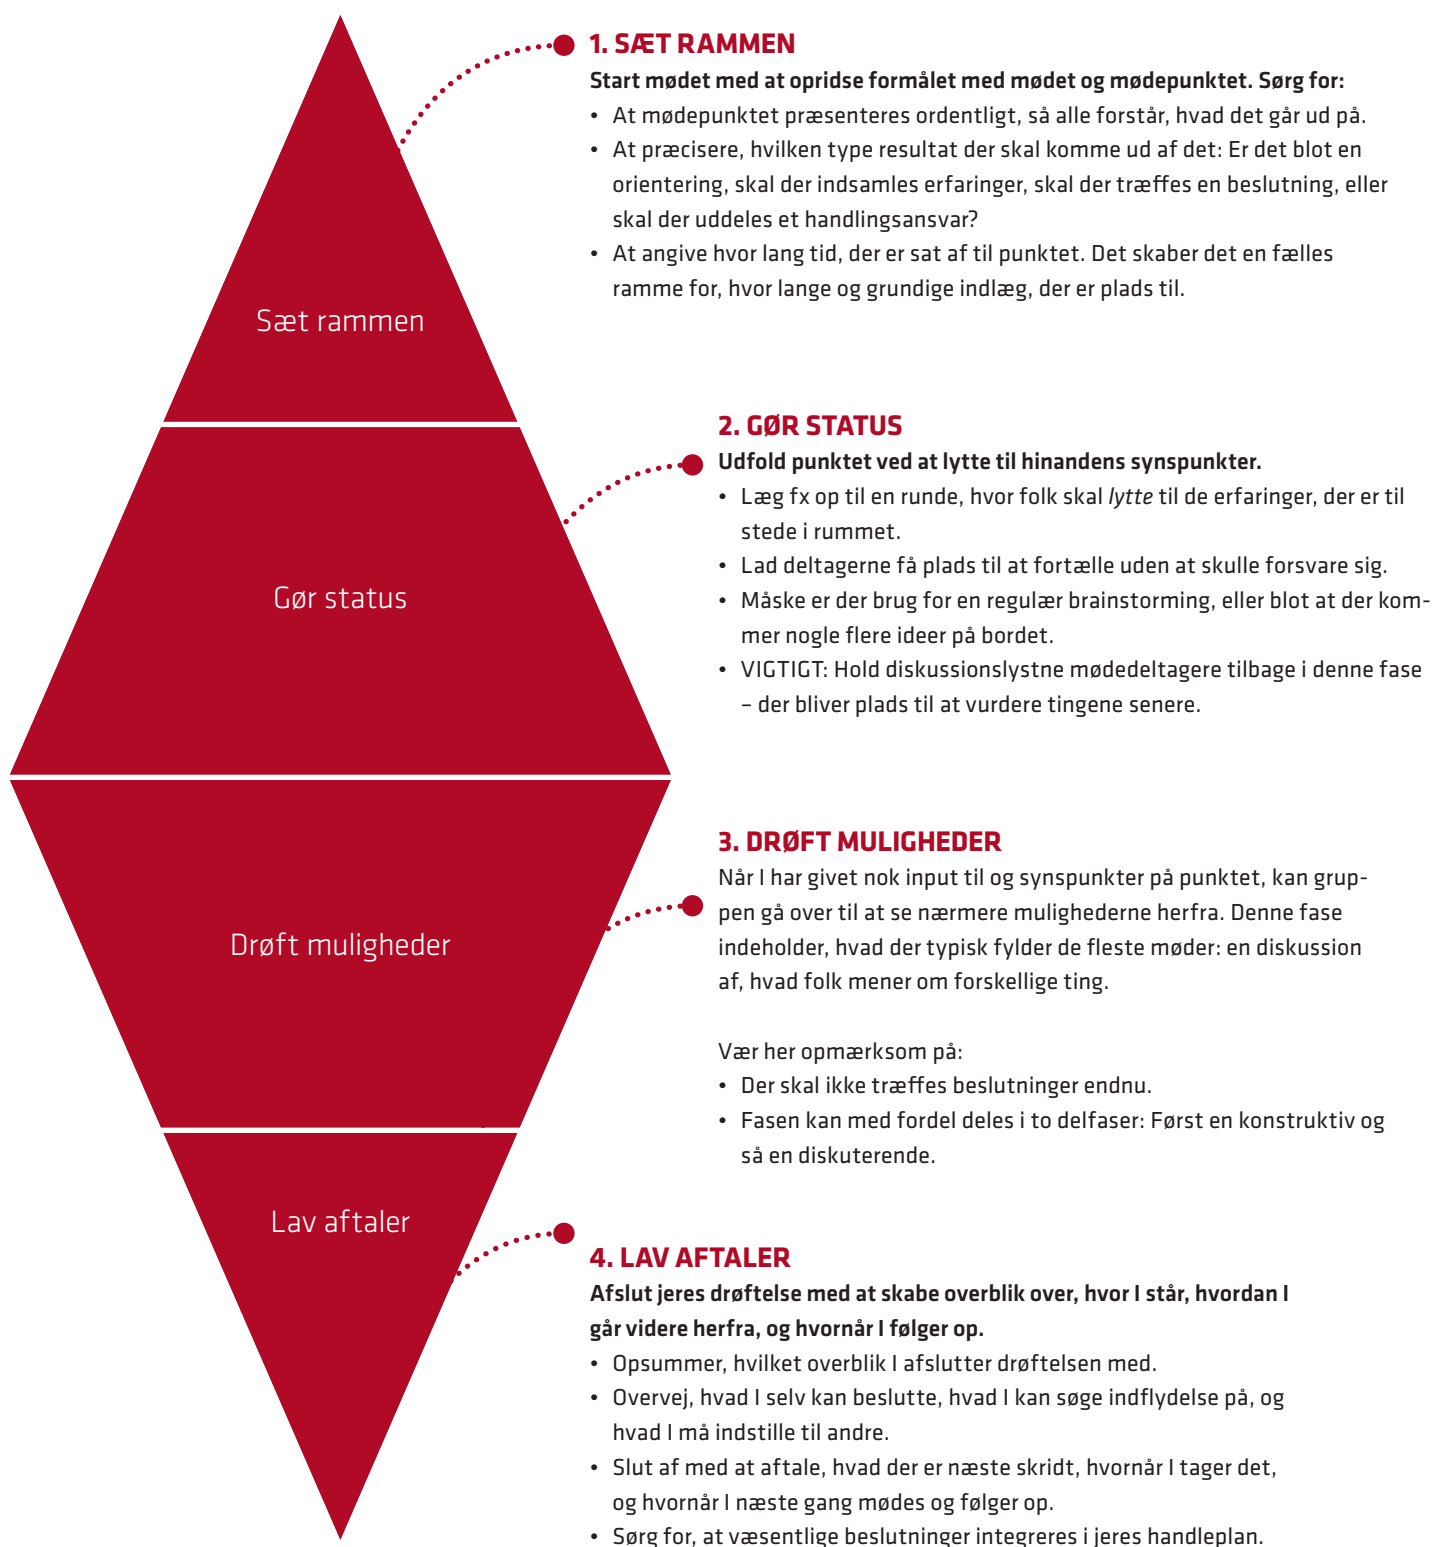 1. SÆT RAMMEN
Start mødet med at opridse formålet med mødet og mødepunktet. Sørg for:
• At mødepunktet præsenteres ordentligt, så alle forstår, hvad det går ud på.
• At præcisere, hvilken type resultat der skal komme ud af det: Er det blot en
orientering, skal der indsamles erfaringer, skal der træffes en beslutning, eller
skal der uddeles et handlingsansvar?
• At angive hvor lang tid, der er sat af til punktet. Det skaber det en fælles
ramme for, hvor lange og grundige indlæg, der er plads til.
Sæt rammen
2. GØR STATUS
Udfold punktet ved at lytte til hinandens synspunkter.
• Læg fx op til en runde, hvor folk skal lytte til de erfaringer, der er til
stede i rummet.
• Lad deltagerne få plads til at fortælle uden at skulle forsvare sig.
• Måske er der brug for en regulær brainstorming, eller blot at der kom-
mer nogle flere ideer på bordet.
• VIGTIGT: Hold diskussionslystne mødedeltagere tilbage i denne fase
– der bliver plads til at vurdere tingene senere.
Gør status
3. DRØFT MULIGHEDER
Når I har givet nok input til og synspunkter på punktet, kan grup-
pen gå over til at se nærmere mulighederne herfra. Denne fase
indeholder, hvad der typisk fylder de fleste møder: en diskussion
af, hvad folk mener om forskellige ting.
Vær her opmærksom på:
• Der skal ikke træffes beslutninger endnu.
• Fasen kan med fordel deles i to delfaser: Først en konstruktiv og
så en diskuterende.
Drøft muligheder
4. LAV AFTALER
Afslut jeres drøftelse med at skabe overblik over, hvor I står, hvordan I
går videre herfra, og hvornår I følger op.
• Opsummer, hvilket overblik I afslutter drøftelsen med.
• Overvej, hvad I selv kan beslutte, hvad I kan søge indflydelse på, og
hvad I må indstille til andre.
• Slut af med at aftale, hvad der er næste skridt, hvornår I tager det,
og hvornår I næste gang mødes og følger op.
• Sørg for, at væsentlige beslutninger integreres i jeres handleplan.
Lav aftaler